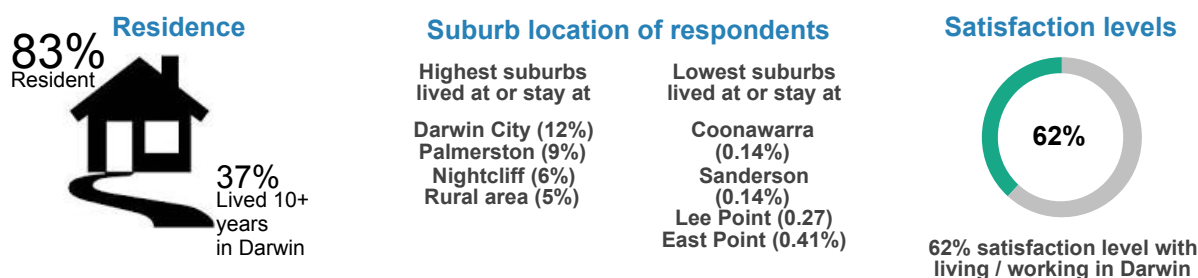 Residence
83%
Resident
37%
Lived 10+
years
in Darwin
Suburb location of respondents
Highest suburbs
lived at or stay at
Darwin City (12%)
Palmerston (9%)
Nightcliff (6%)
Rural area (5%)
Lowest suburbs
lived at or stay at
Coonawarra
(0.14%)
Sanderson
(0.14%)
Lee Point (0.27)
East Point (0.41%)
Satisfaction levels
62%
62% satisfaction level with
living / working in Darwin